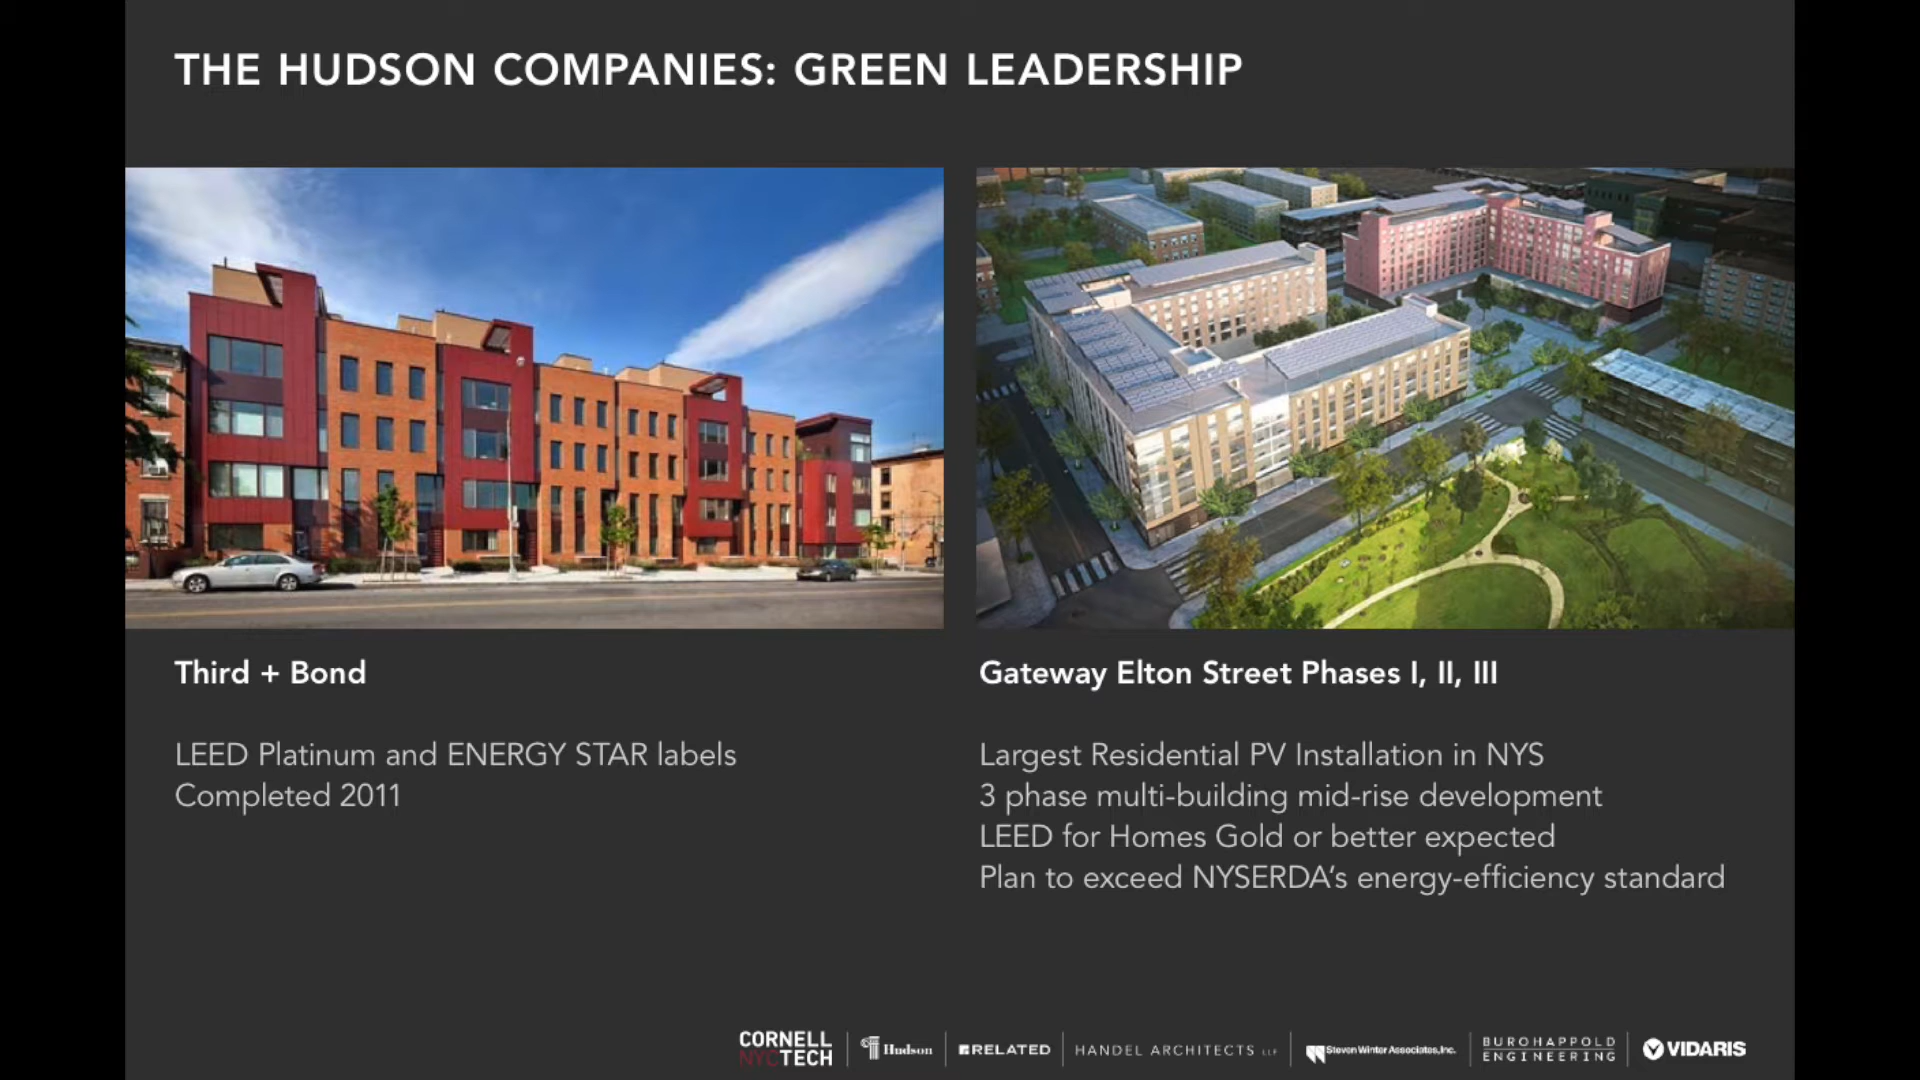 THE HUDSON COMPANIES: GREEN LEADERSHIP
Third + Bond
LEED Platinum and ENERGY STAR labels
Completed 2011
Gateway Elton Street Phases I, II, III
Largest Residential PV Installation in NYS
3 phase multi-building mid-rise development
LEED for Homes Gold or better expected
Plan to exceed NYSERDA’s energy-efficiency standard
CORNELL
NYCTECH
Hudson
RELATED
HANDEL ARCHITECTS LLP
Steven Winter Associates, Inc.
BUROHAPPOLD
ENGINEERING
VIDARIS